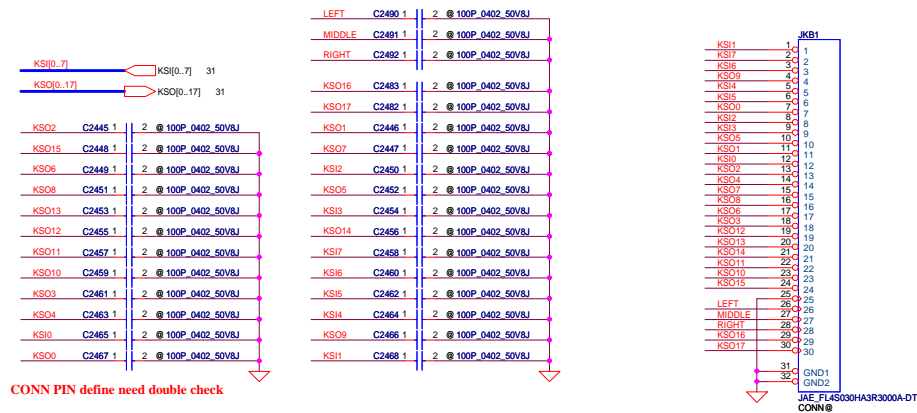 KSI[0..7] KSI[0..7] 31
KSO[0..17] KSO[0..17] 31
KSO2 C2445 1 2 @ 100P_0402_50V8J
KSO15 C2448 1 2 @ 100P_0402_50V8J
KSO6 C2449 1 2 @ 100P_0402_50V8J
KSO8 C2451 1 2 @ 100P_0402_50V8J
KSO13 C2453 1 2 @ 100P_0402_50V8J
KSO12 C2455 1 2 @ 100P_0402_50V8J
KSO11 C2457 1 2 @ 100P_0402_50V8J
KSO10 C2459 1 2 @ 100P_0402_50V8J
KSO3 C2461 1 2 @ 100P_0402_50V8J
KSO4 C2463 1 2 @ 100P_0402_50V8J
KSI0 C2465 1 2 @ 100P_0402_50V8J
KSO0 C2467 1 2 @ 100P_0402_50V8J
CONN PIN define need double check
LEFT C2490 1 2 @ 100P_0402_50V8J
MIDDLE C2491 1 2 @ 100P_0402_50V8J
RIGHT C2492 1 2 @ 100P_0402_50V8J
KSO16 C2483 1 2 @ 100P_0402_50V8J
KSO17 C2482 1 2 @ 100P_0402_50V8J
KSO1 C2446 1 2 @ 100P_0402_50V8J
KSO7 C2447 1 2 @ 100P_0402_50V8J
KSI2 C2450 1 2 @ 100P_0402_50V8J
KSO5 C2452 1 2 @ 100P_0402_50V8J
KSI3 C2454 1 2 @ 100P_0402_50V8J
KSO14 C2456 1 2 @ 100P_0402_50V8J
KSI7 C2458 1 2 @ 100P_0402_50V8J
KSI6 C2460 1 2 @ 100P_0402_50V8J
KSI5 C2462 1 2 @ 100P_0402_50V8J
KSI4 C2464 1 2 @ 100P_0402_50V8J
KSO9 C2466 1 2 @ 100P_0402_50V8J
KSI1 C2468 1 2 @ 100P_0402_50V8J
JKB1
KSI1 1 1
KSI7 2 2
KSI6 3 3
KSO9 4 4
KSI4 5 5
KSI5 6 6
KSO0 7 7
KSI2 8 8
KSI3 9 9
KSO5 10 10
KSO1 11 11
KSI0 12 12
KSO2 13 13
KSO4 14 14
KSO7 15 15
KSO8 16 16
KSO6 17 17
KSO3 18 18
KSO12 19 19
KSO13 20 20
KSO14 21 21
KSO11 22 22
KSO10 23 23
KSO15 24 24
25 25
LEFT 26 26
MIDDLE 27 27
RIGHT 28 28
KSO16 29 29
KSO17 30 30
31 GND1
32 GND2
JAE_FL4S030HA3R3000A-DT
CONN@